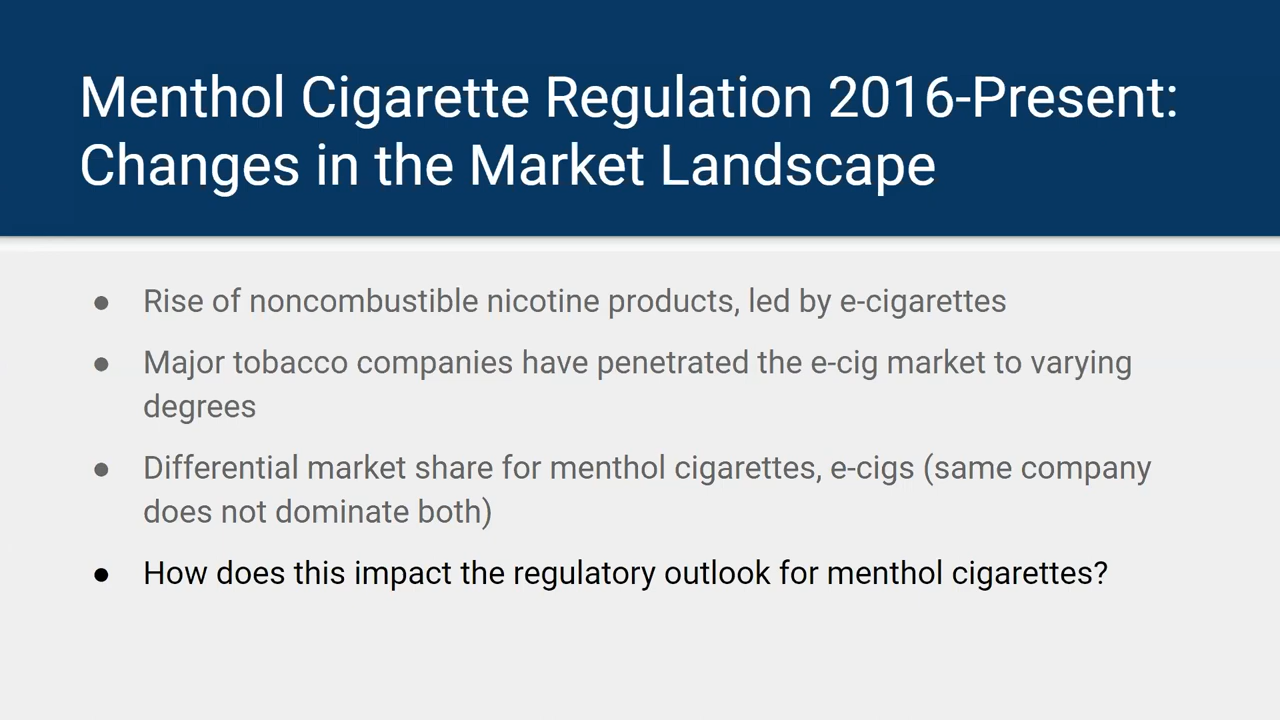 Menthol Cigarette Regulation 2016-Present:
Changes in the Market Landscape
● Rise of noncombustible nicotine products, led by e-cigarettes
● Major tobacco companies have penetrated the e-cig market to varying
degrees
● Differential market share for menthol cigarettes, e-cigs (same company
does not dominate both)
● How does this impact the regulatory outlook for menthol cigarettes?